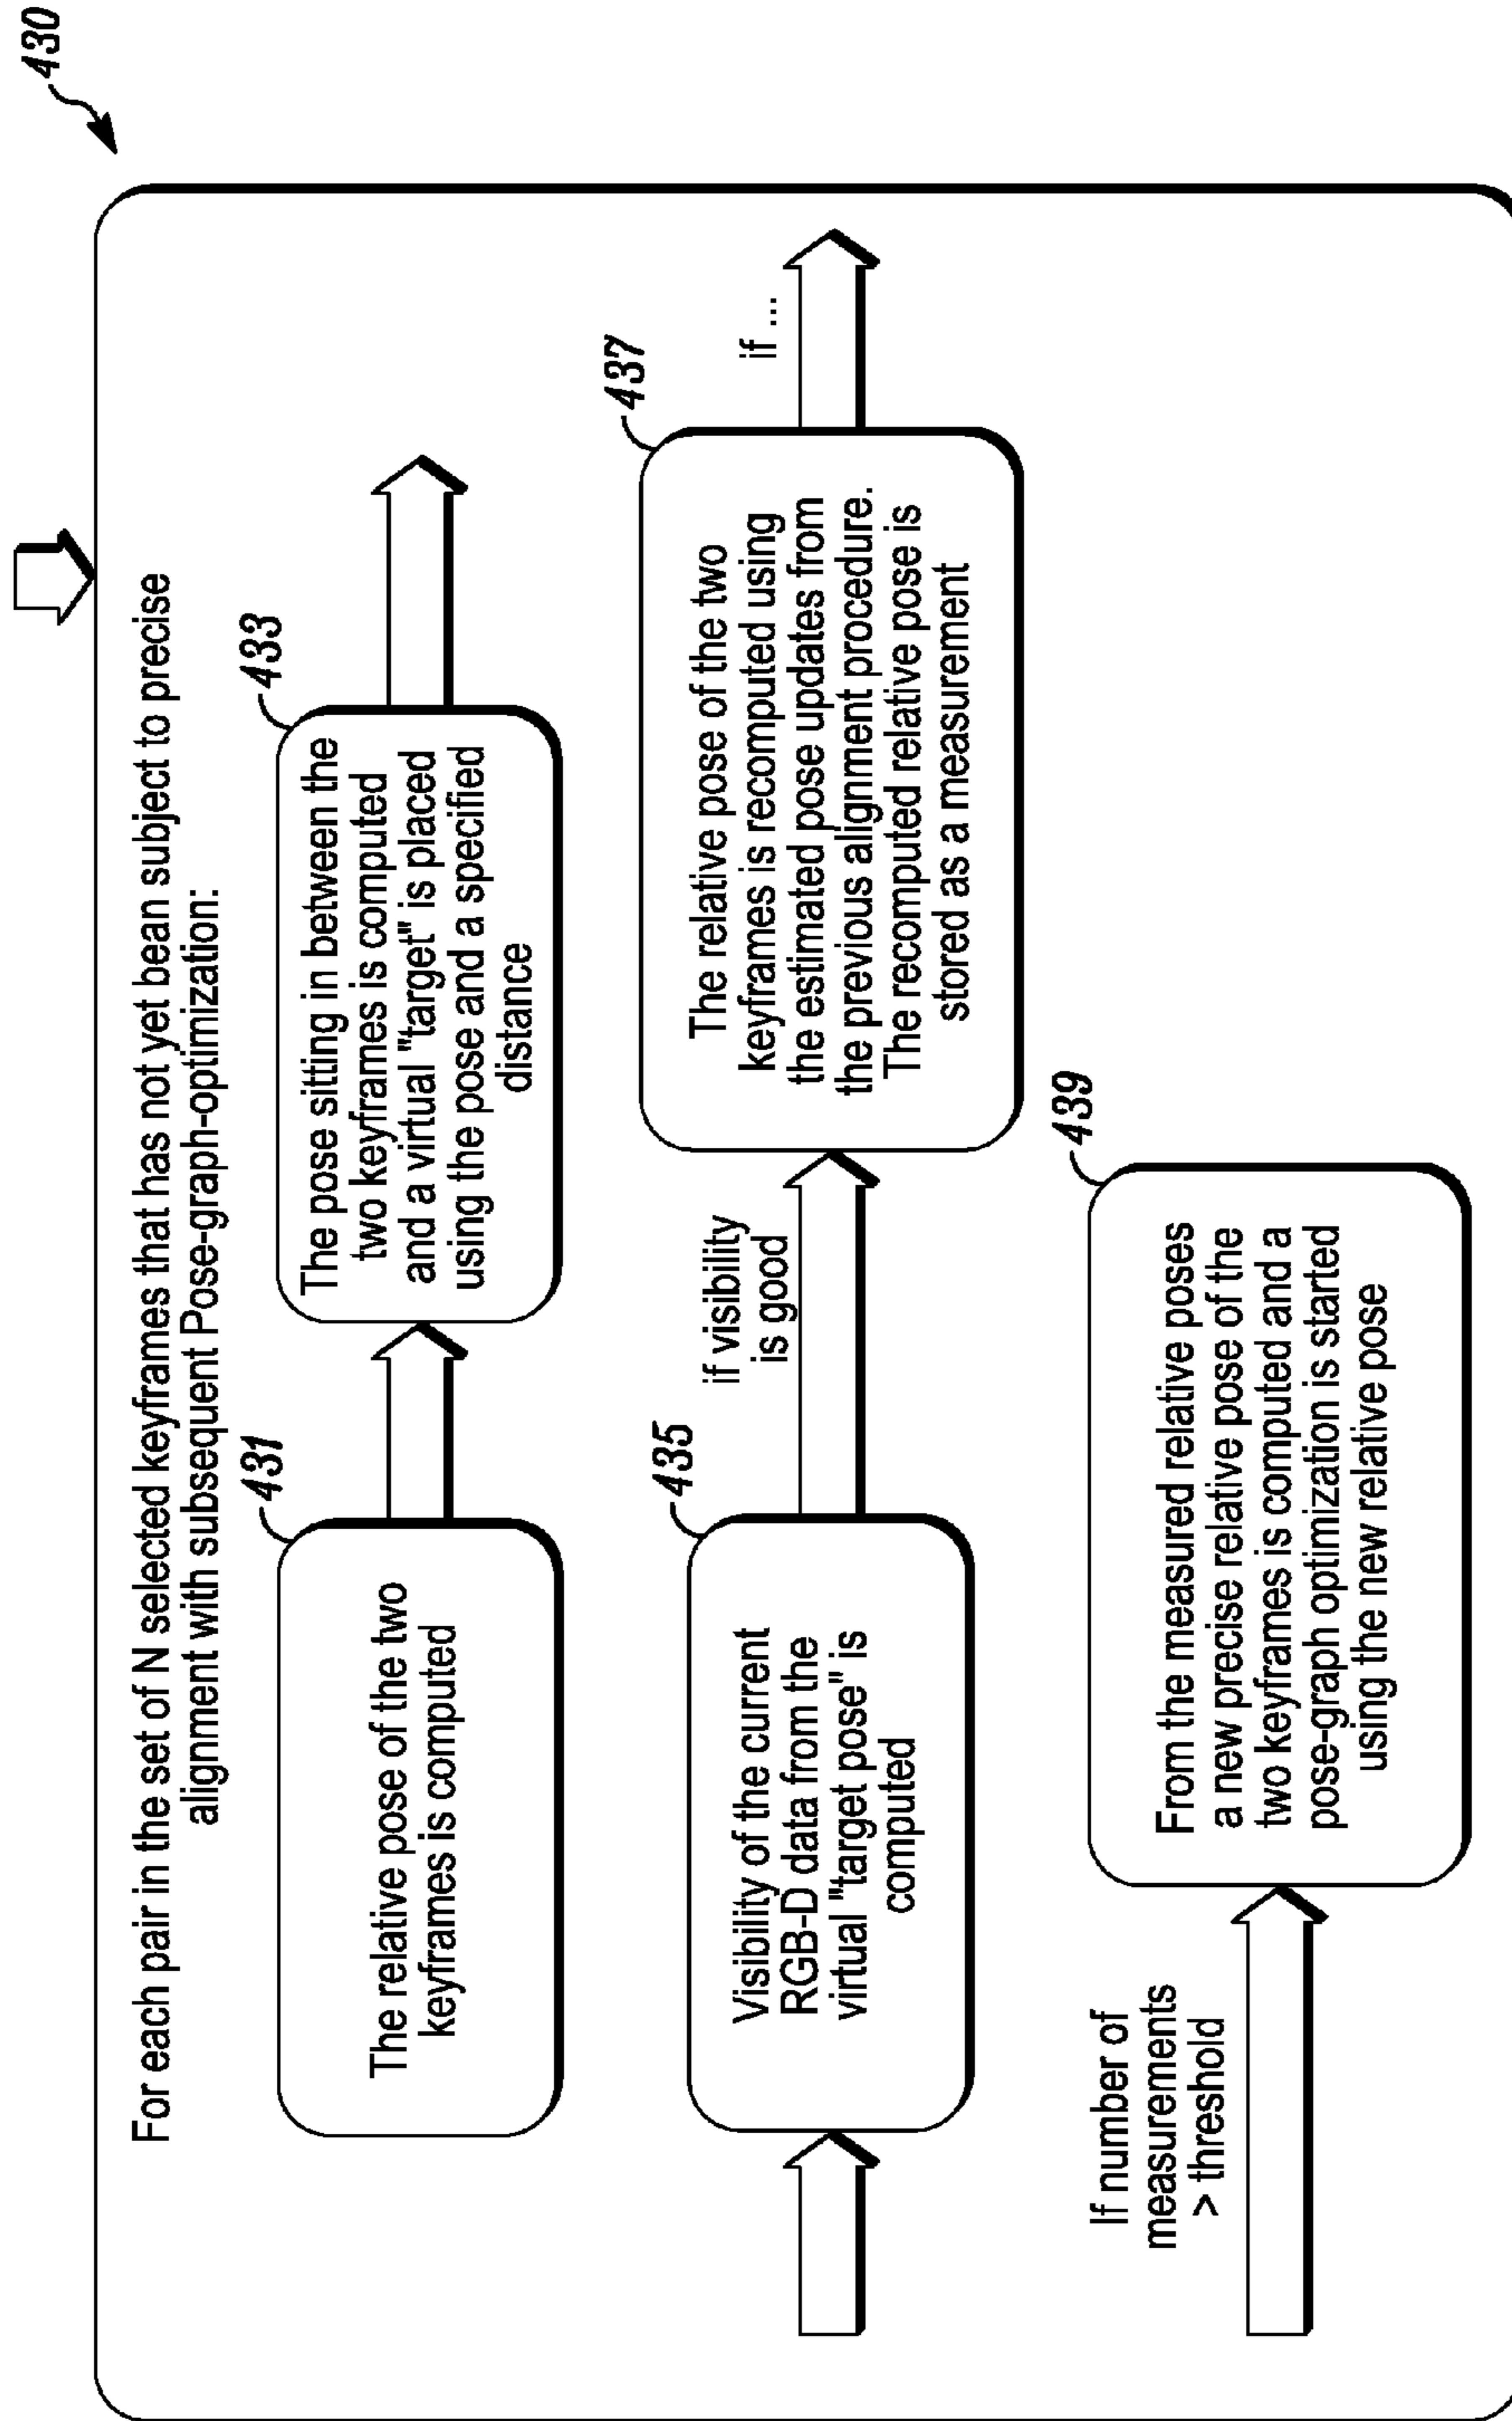 430
For each pair in the set of N selected keyframes that has not yet bean subject to precise
alignment with subsequent Pose-graph-optimization:
431
The relative pose of the two
keyframes is computed
433
The pose sitting in between the
two keyframes is computed
and a virtual "target" is placed
using the pose and a specified
distance
435
Visibility of the current
RGB-D data from the
virtual "target pose" is
computed
if visibility
is good
437
The relative pose of the two
keyframes is recomputed using
the estimated pose updates from
the previous alignment procedure.
The recomputed relative pose is
stored as a measurement
if ...
If number of
measurements
> threshold
439
From the measured relative poses
a new precise relative pose of the
two keyframes is computed and a
pose-graph optimization is started
using the new relative pose